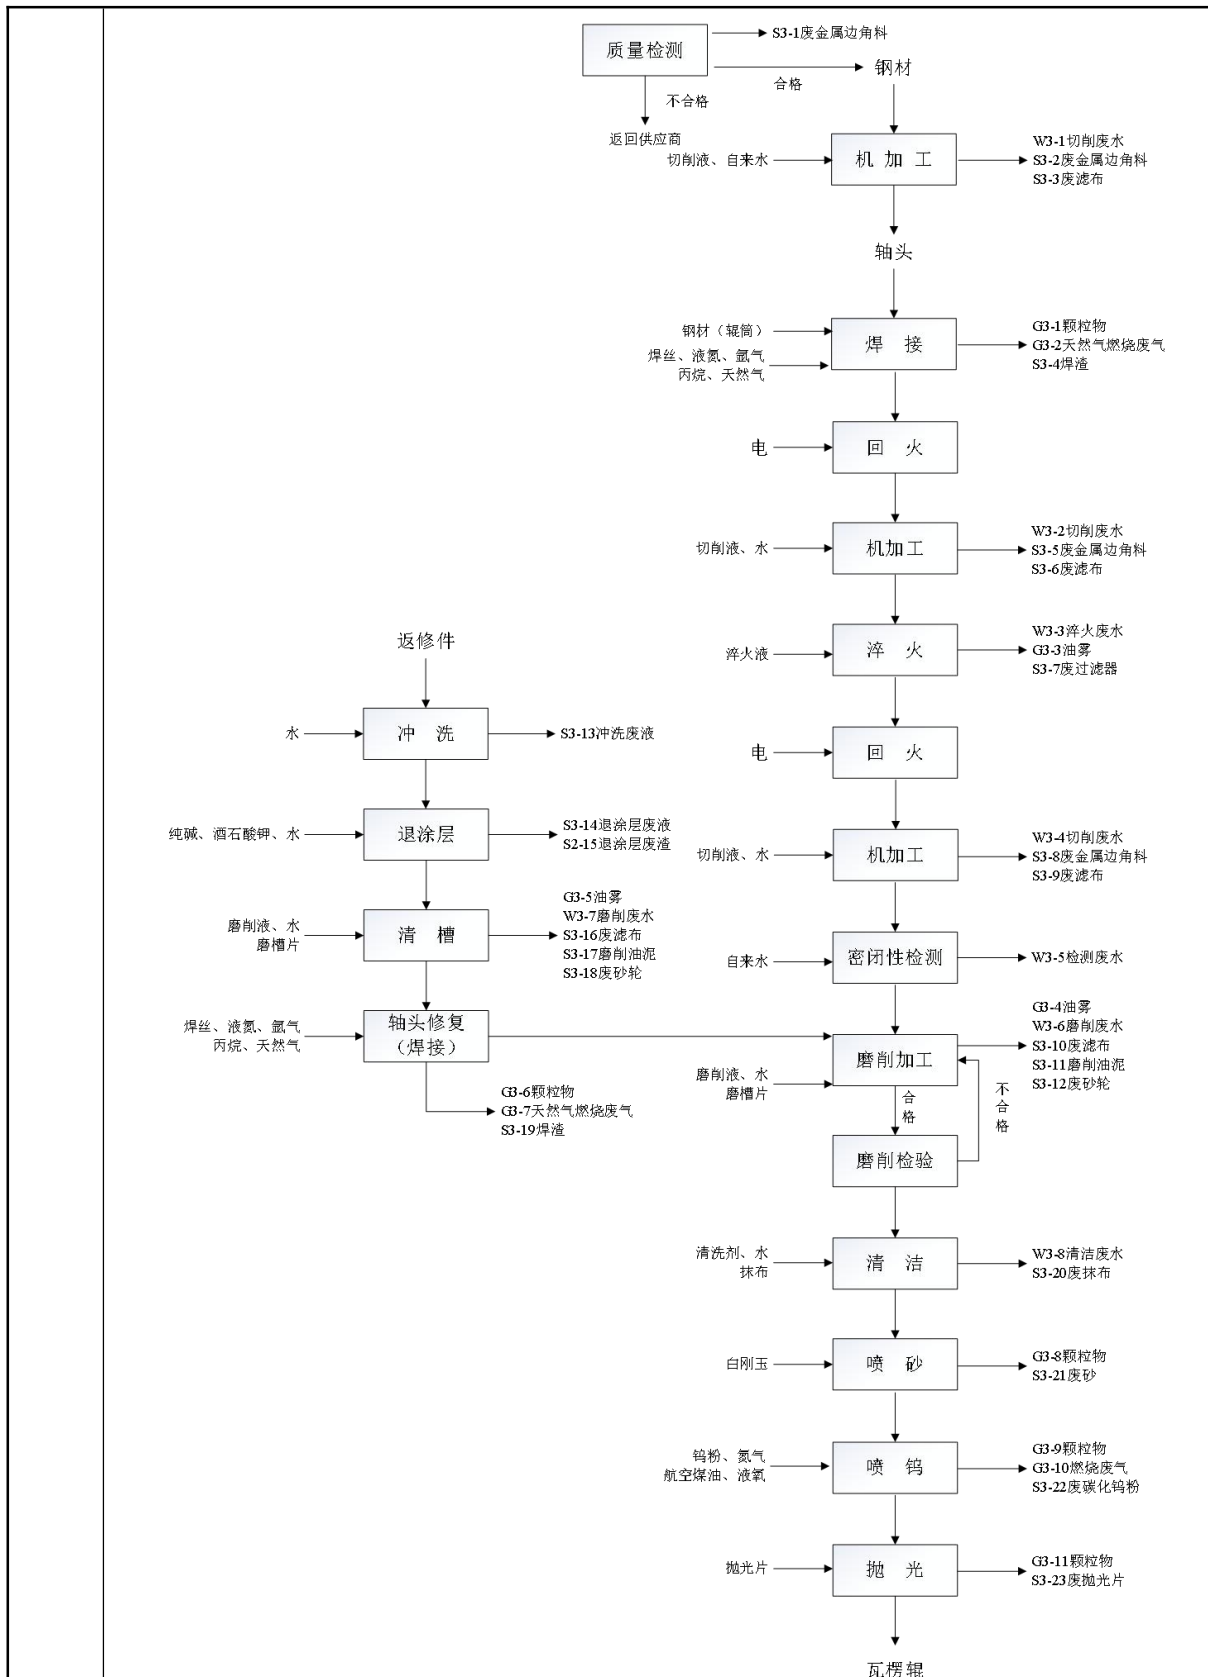 质量检测
S3-1废金属边角料
合格
钢材
不合格
返回供应商
切削液、自来水
机 加 工
W3-1切削废水
S3-2废金属边角料
S3-3废滤布
轴头
钢材（辊筒）
焊丝、液氮、氩气
丙烷、天然气
焊 接
G3-1颗粒物
G3-2天然气燃烧废气
S3-4焊渣
电
回 火
切削液、水
机加工
W3-2切削废水
S3-5废金属边角料
S3-6废滤布
淬火液
淬 火
W3-3淬火废水
G3-3油雾
S3-7废过滤器
返修件
水
冲 洗
S3-13冲洗废液
电
回 火
纯碱、酒石酸钾、水
退涂层
S3-14退涂层废液
S2-15退涂层废渣
切削液、水
机加工
W3-4切削废水
S3-8废金属边角料
S3-9废滤布
磨削液、水
磨槽片
清 槽
G3-5油雾
W3-7磨削废水
S3-16废滤布
S3-17磨削油泥
S3-18废砂轮
自来水
密闭性检测
W3-5检测废水
焊丝、液氮、氩气
丙烷、天然气
轴头修复
（焊接）
G3-6颗粒物
G3-7天然气燃烧废气
S3-19焊渣
磨削液、水
磨槽片
磨削加工
G3-4油雾
W3-6磨削废水
S3-10废滤布
S3-11磨削油泥
S3-12废砂轮
合格
不合格
磨削检验
清洗剂、水
抹布
清 洁
W3-8清洁废水
S3-20废抹布
白刚玉
喷 砂
G3-8颗粒物
S3-21废砂
钨粉、氮气
航空煤油、液氧
喷 钨
G3-9颗粒物
G3-10燃烧废气
S3-22废碳化钨粉
抛光片
抛 光
G3-11颗粒物
S3-23废抛光片
瓦楞辊